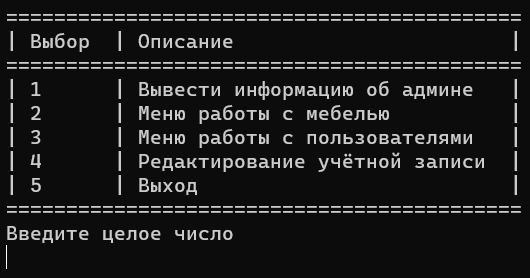 ===========================================
| Выбор  | Описание                       |
===========================================
| 1      | Вывести информацию об админе   |
| 2      | Меню работы с мебелью          |
| 3      | Меню работы с пользователями   |
| 4      | Редактирование учётной записи  |
| 5      | Выход                          |
===========================================
Введите целое число